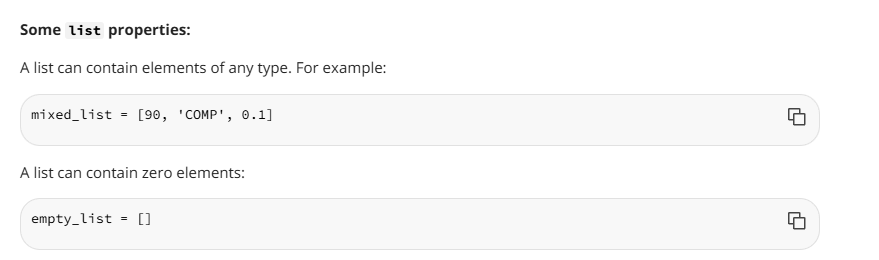 Some list properties:
A list can contain elements of any type. For example:
mixed_list = [90, 'COMP', 0.1]
A list can contain zero elements:
empty_list = []